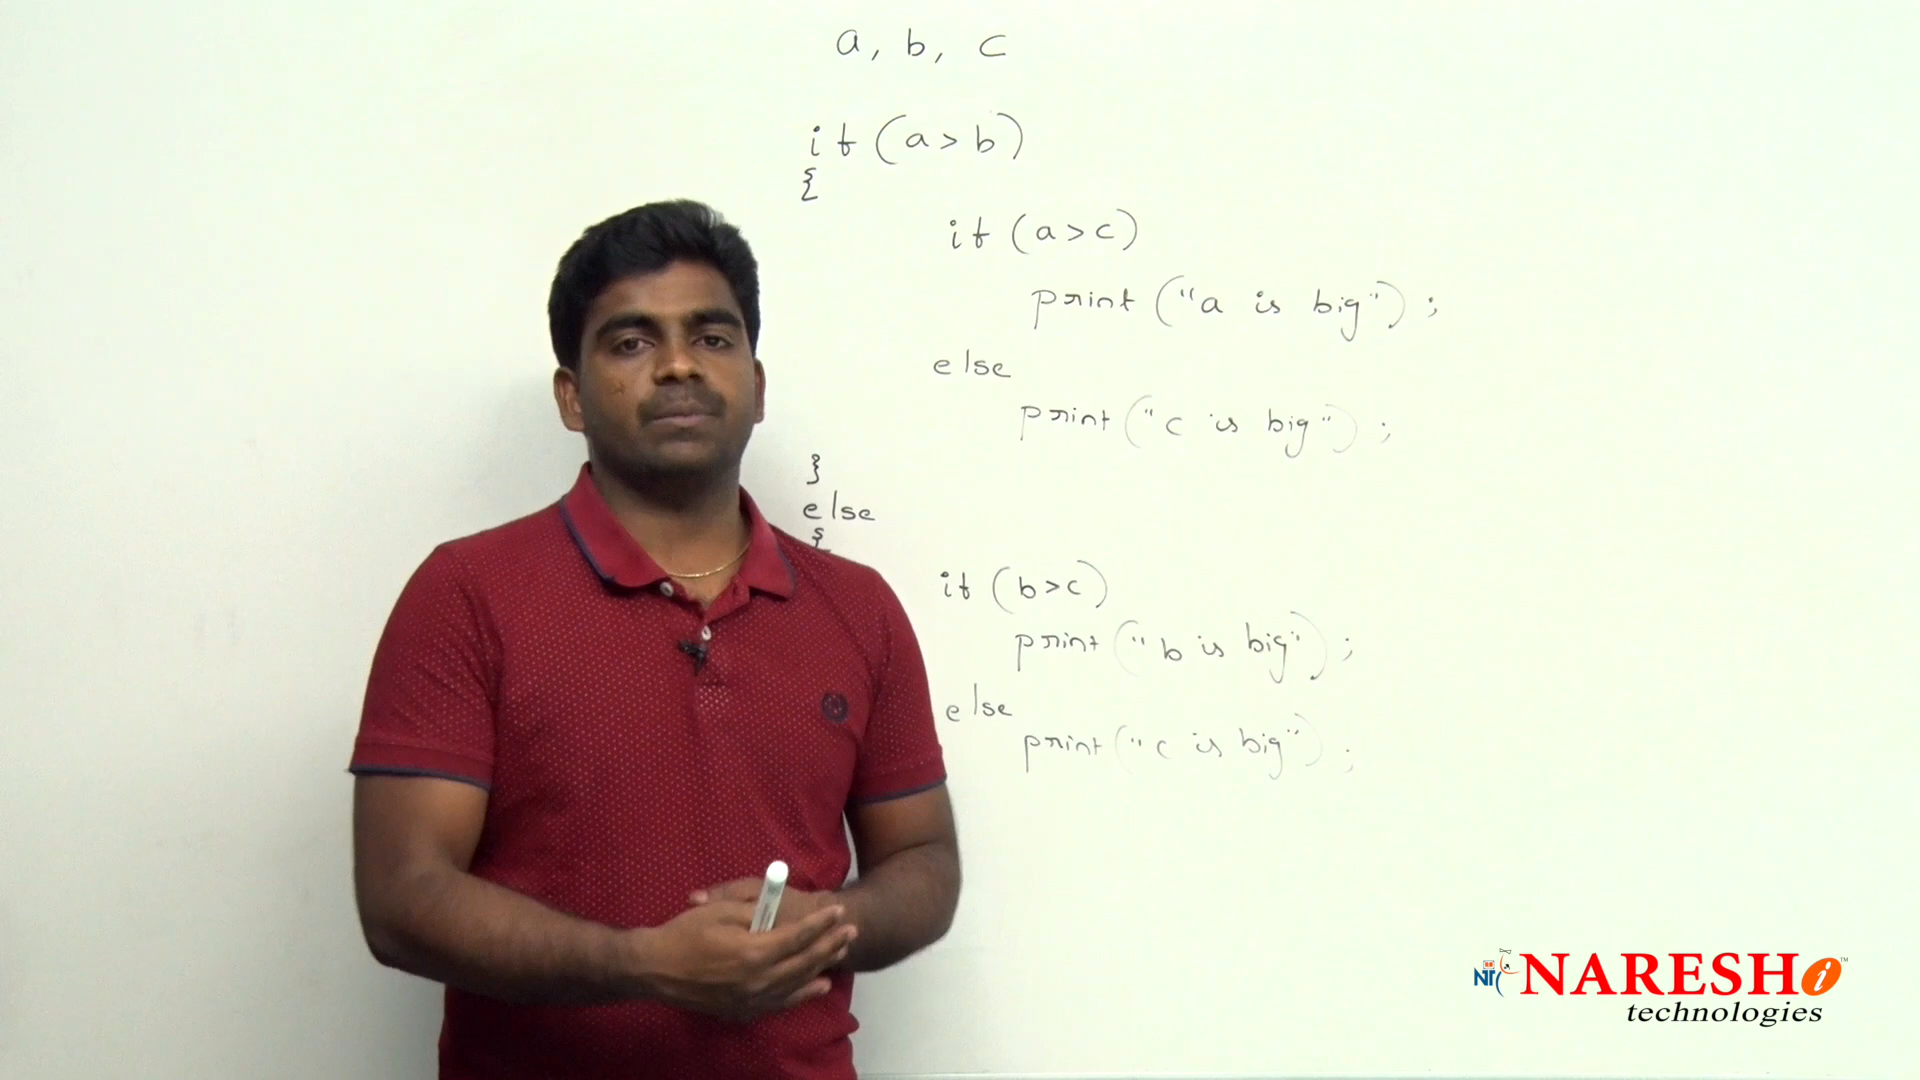 a, b, c
if (a>b)
{
if (a>c)
print ("a is big") ;
else
print ("c is big") ;
}
else
{
if (b>c)
print ("b is big") ;
else
print ("c is big") ;
NARESH i ™
technologies